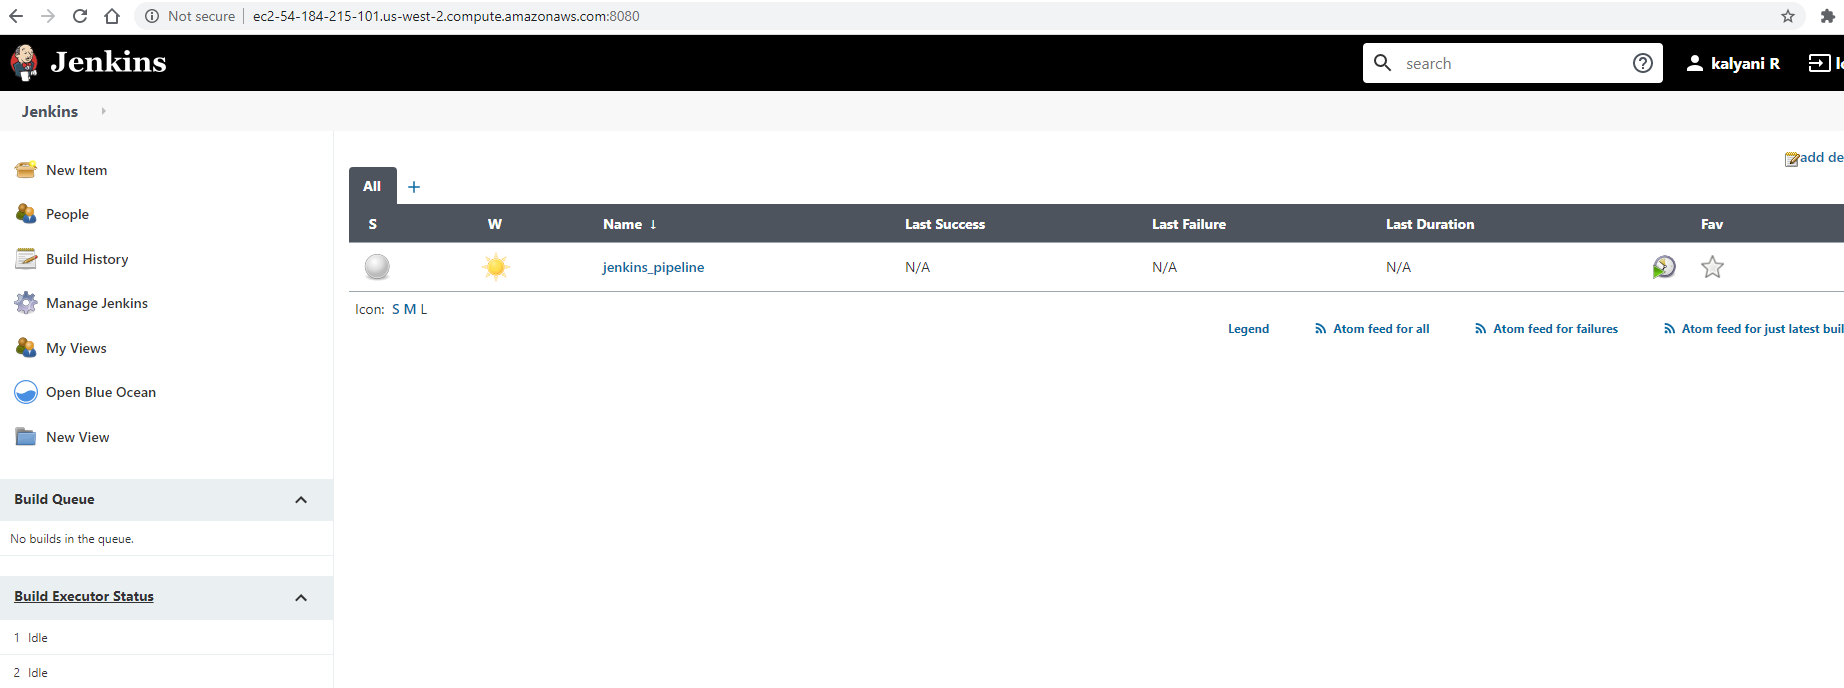 Not secure ec2-54-184-215-101.us-west-2.compute.amazonaws.com:8080
Jenkins
search
kalyani R
Jenkins
New Item
People
Build History
Manage Jenkins
My Views
Open Blue Ocean
New View
Build Queue
No builds in the queue.
Build Executor Status
1 Idle
2 Idle
add de
All +
S W Name ↓ Last Success Last Failure Last Duration Fav
jenkins_pipeline N/A N/A N/A
Icon: S M L
Legend Atom feed for all Atom feed for failures Atom feed for just latest buil